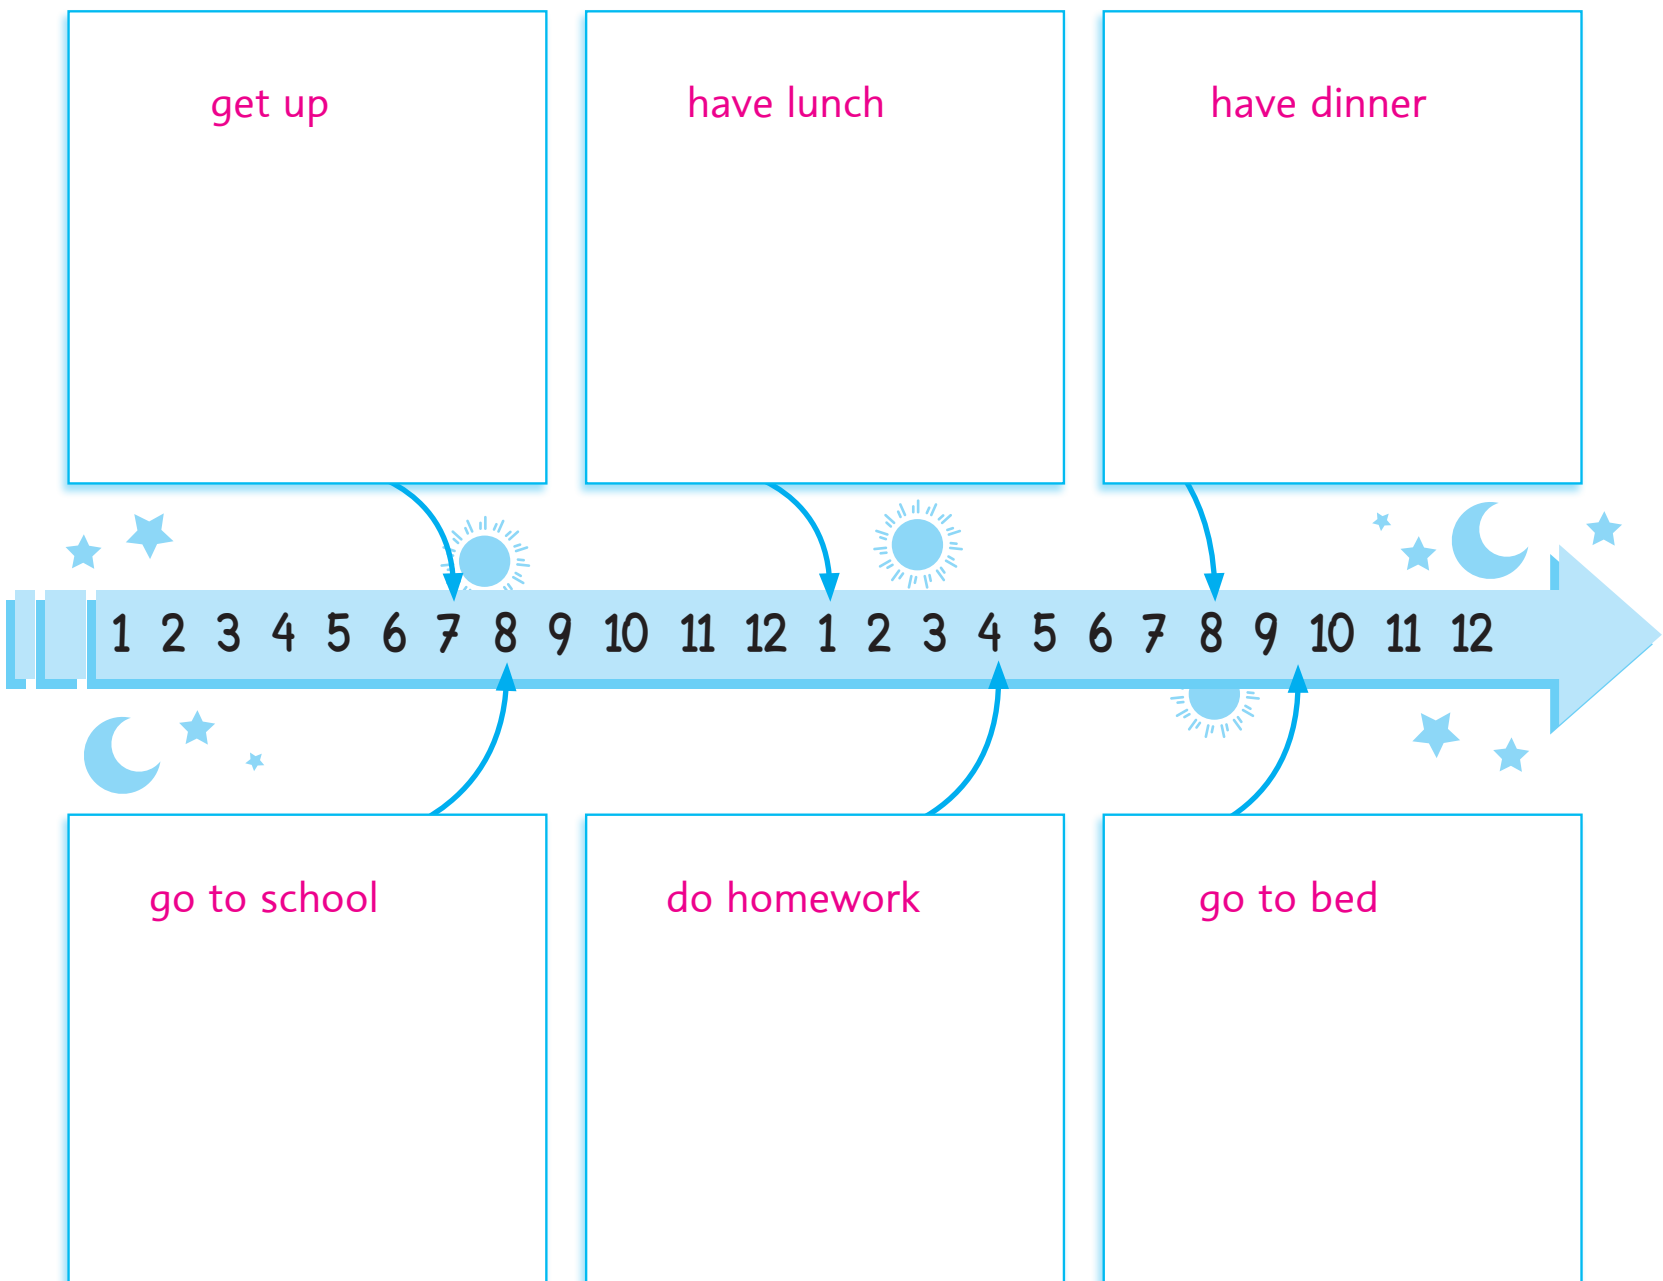 get up
have lunch
have dinner
1 2 3 4 5 6 7 8 9 10 11 12 1 2 3 4 5 6 7 8 9 10 11 12
go to school
do homework
go to bed